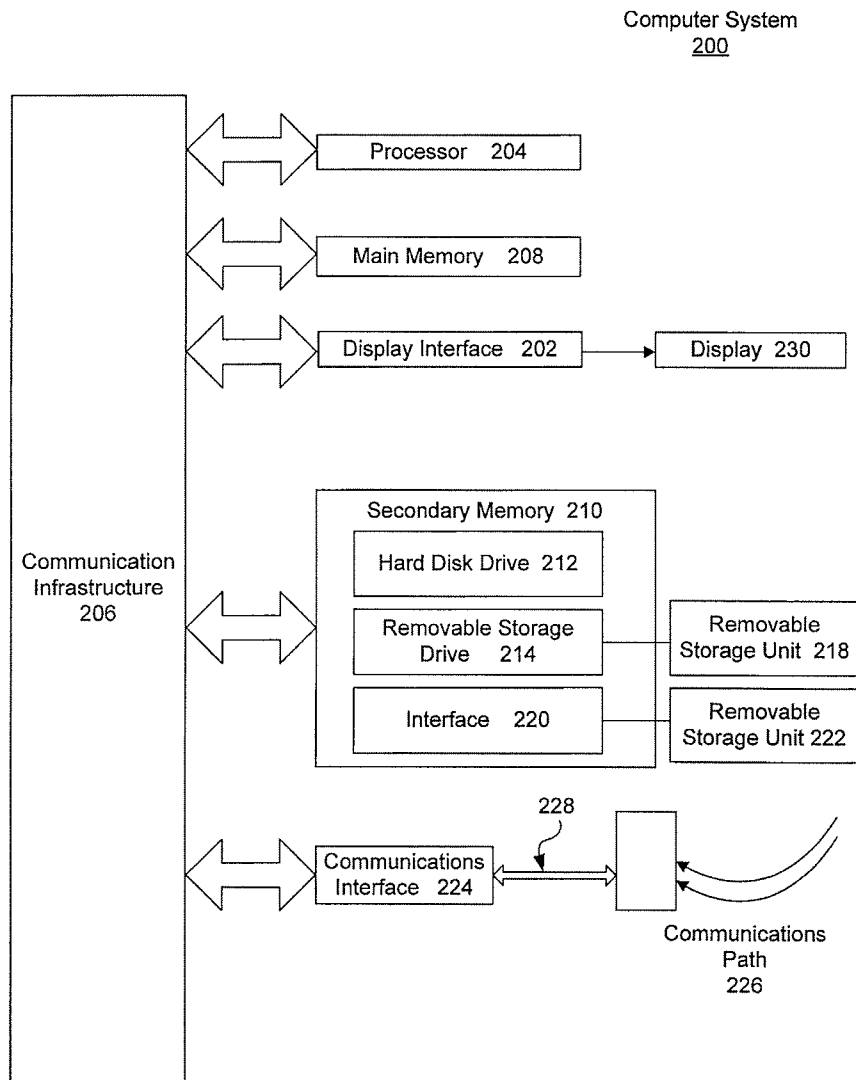 Computer System
200
Processor 204
Main Memory 208
Display Interface 202
Display 230
Communication
Infrastructure
206
Secondary Memory 210
Hard Disk Drive 212
Removable Storage
Drive 214
Removable
Storage Unit 218
Interface 220
Removable
Storage Unit 222
228
Communications
Interface 224
Communications
Path
226